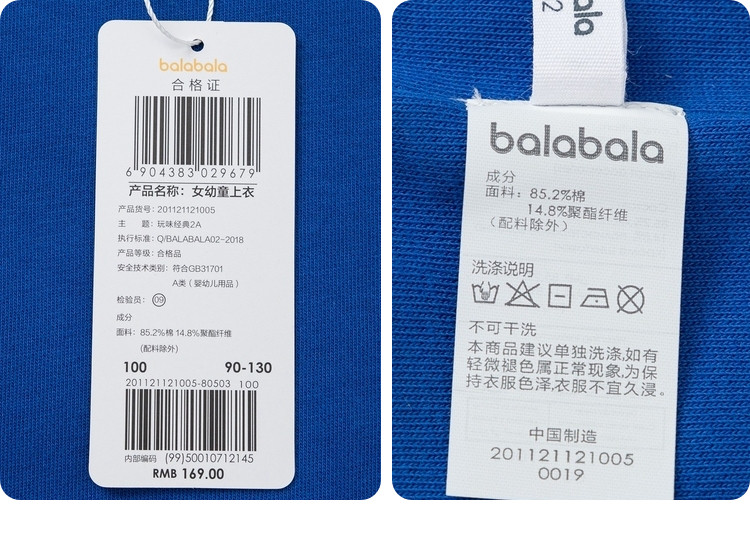 balabala
合格证
6 904383 029679
产品名称: 女幼童上衣
产品货号: 201121121005
主 题: 玩味经典2A
执行标准: Q/BALABALA02-2018
产品等级: 合格品
安全技术类别: 符合GB31701
A类 (婴幼儿用品)
检验员: 09
成分
面料: 85.2%棉 14.8%聚酯纤维
(配料除外)
100 90-130
201121121005-80503 100
内部编码 (99)50010712145
RMB 169.00
balabala
成分
面料: 85.2%棉
14.8%聚酯纤维
(配料除外)
洗涤说明
不可干洗
本商品建议单独洗涤,如有
轻微褪色属正常现象,为保
持衣服色泽,衣服不宜久浸。
中国制造
201121121005
0019